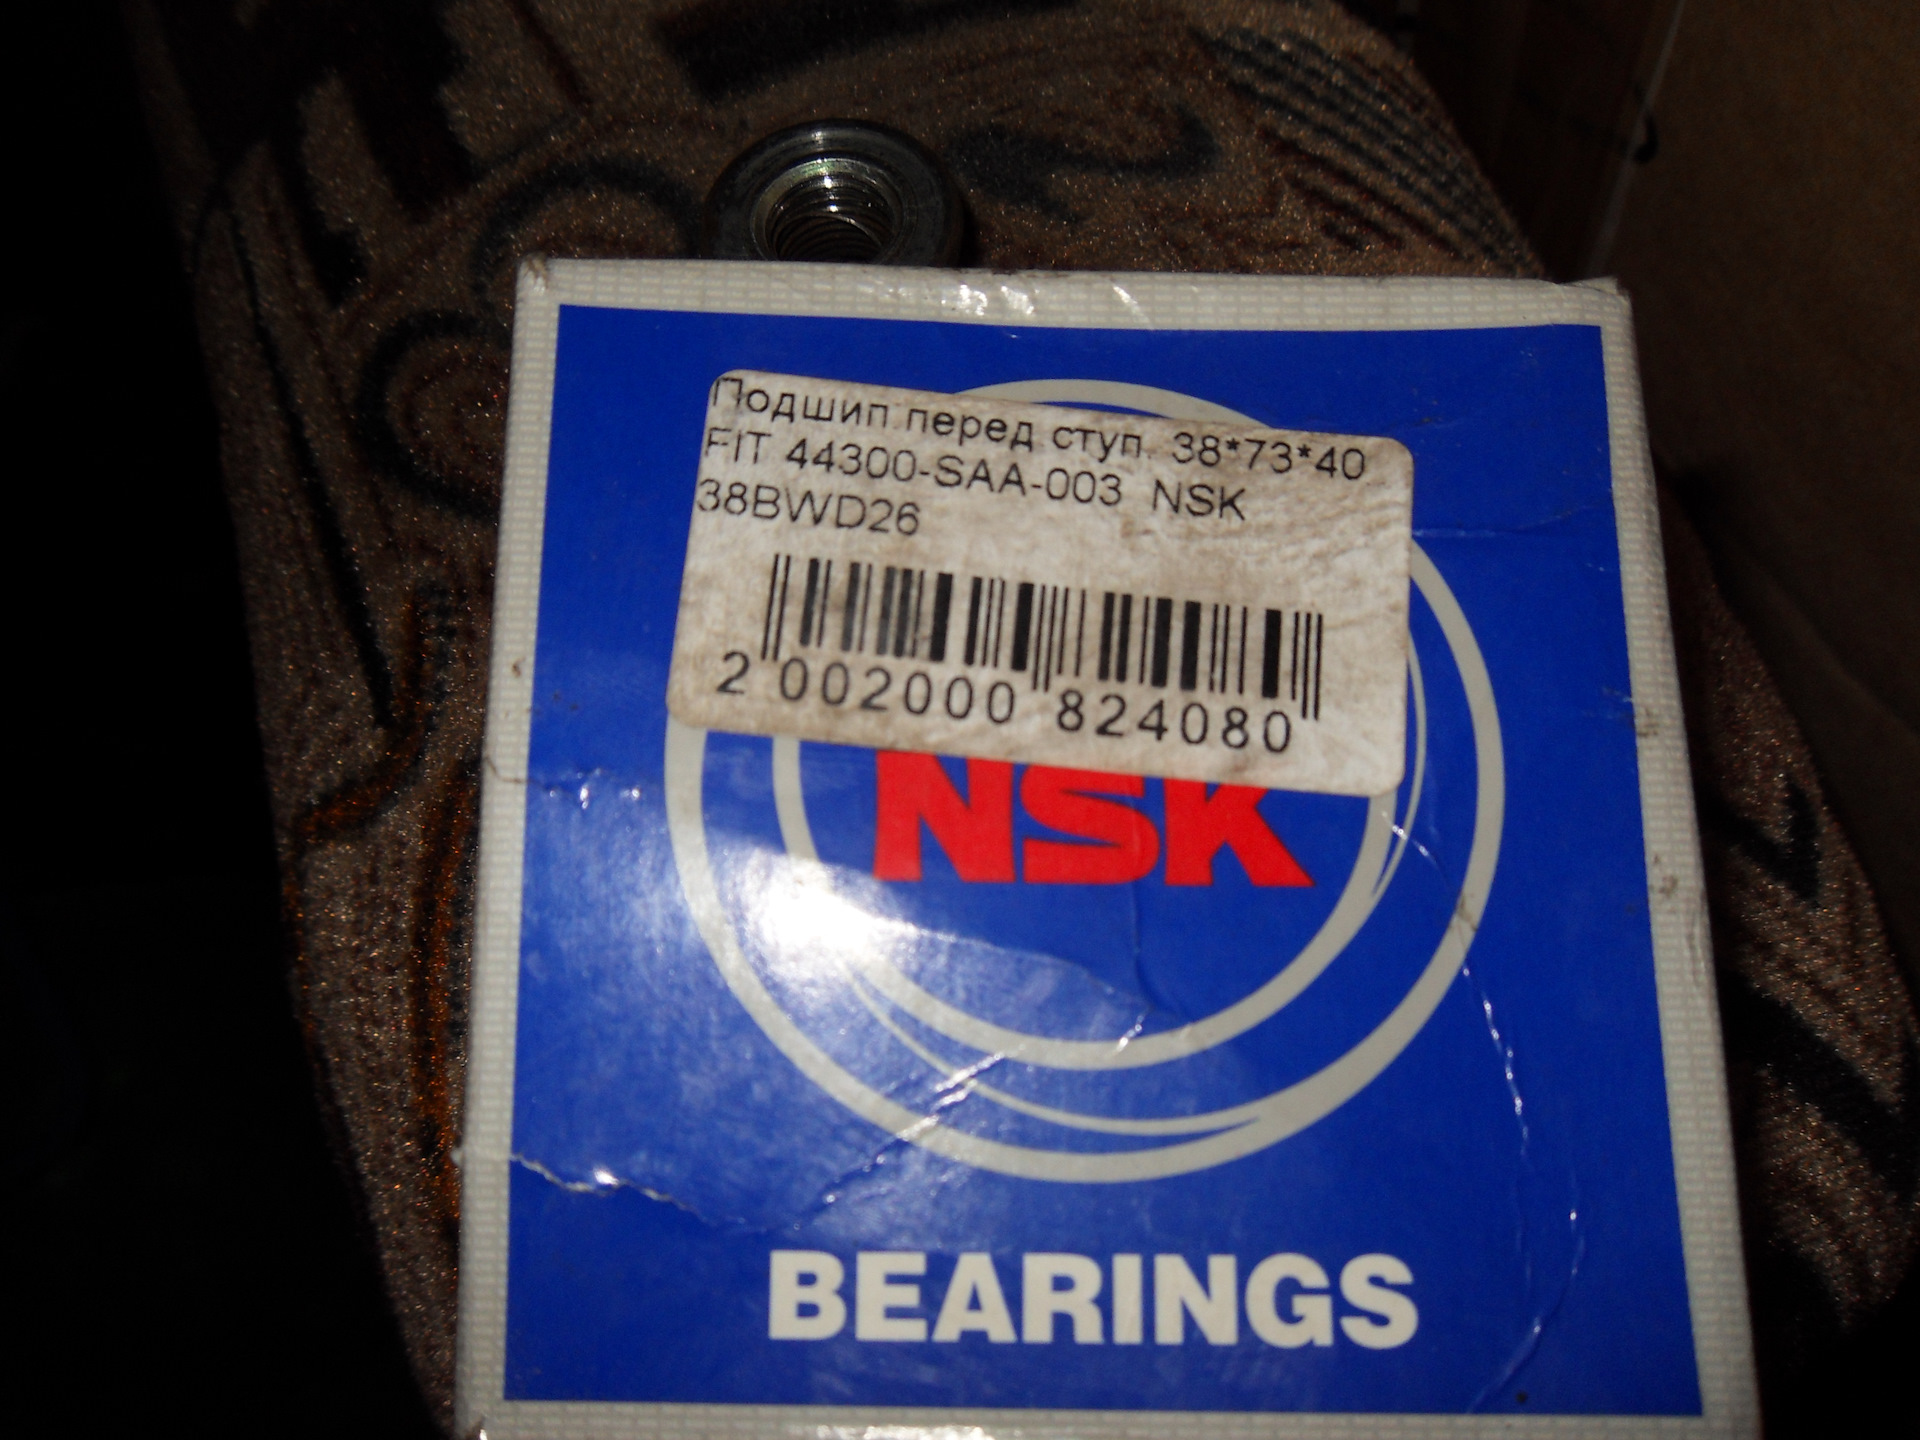 Подшип.перед ступ. 38*73*40
FIT 44300-SAA-003 NSK
38BWD26
2 002000 824080
NSK
BEARINGS